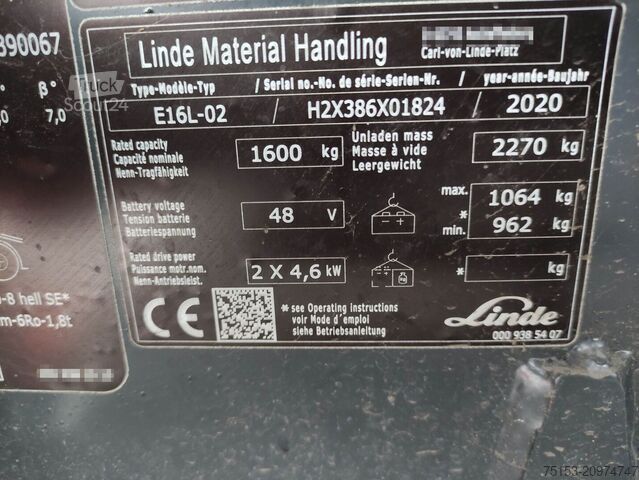 390067
Linde Material Handling
Carl-von-Linde-Platz
Type-Modèle-Typ / Serial no.-No. de série-Serien-Nr. / year-année-Baujahr
E16L-02 / H2X386X01824 / 2020
Rated capacity
Capacité nominale
Nenn-Tragfähigkeit
1600 kg
Unladen mass
Masse à vide
Leergewicht
2270 kg
Battery voltage
Tension batterie
Batteriespannung
48 V
max. 1064 kg
*
min. 962 kg
Rated drive power
Puissance motr.nom.
Nenn-Antriebsleist.
2 X 4,6 kW
* kg
CE
* see Operating instructions
voir Mode d'emploi
siehe Betriebsanleitung
Linde
000 938 54 07
β°
7,0
-8 hell SE*
m-6Ro-1,8t
Truck
Scout24
75153-20974747